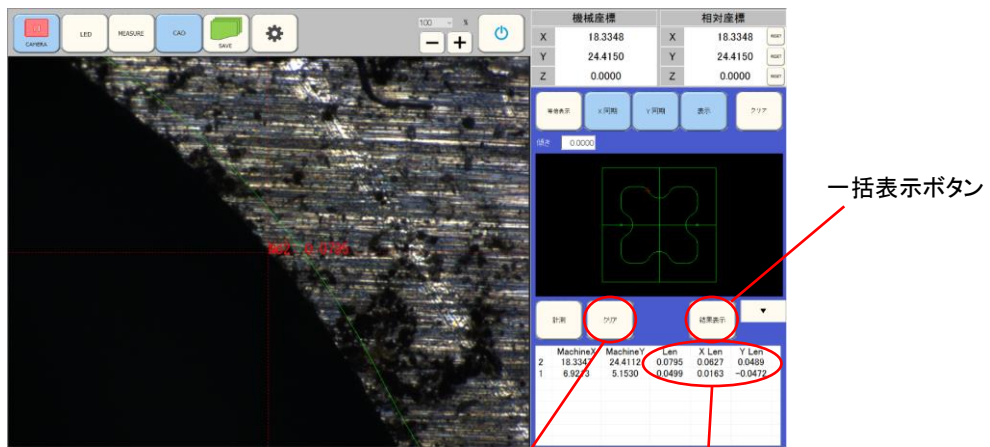 CAMERA
LED
MEASURE
CAD
SAVE
100 %
機械座標 相対座標
X 18.3348 X 18.3348 RESET
Y 24.4150 Y 24.4150 RESET
Z 0.0000 Z 0.0000 RESET
等倍表示 X同期 Y同期 表示 クリア
傾き 0.0000
一括表示ボタン
計測 クリア 結果表示 ▼
MachineX MachineY Len X Len Y Len
2 18.3347 24.4112 0.0795 0.0627 0.0489
1 5.1530 0.0499 0.0163 -0.0472